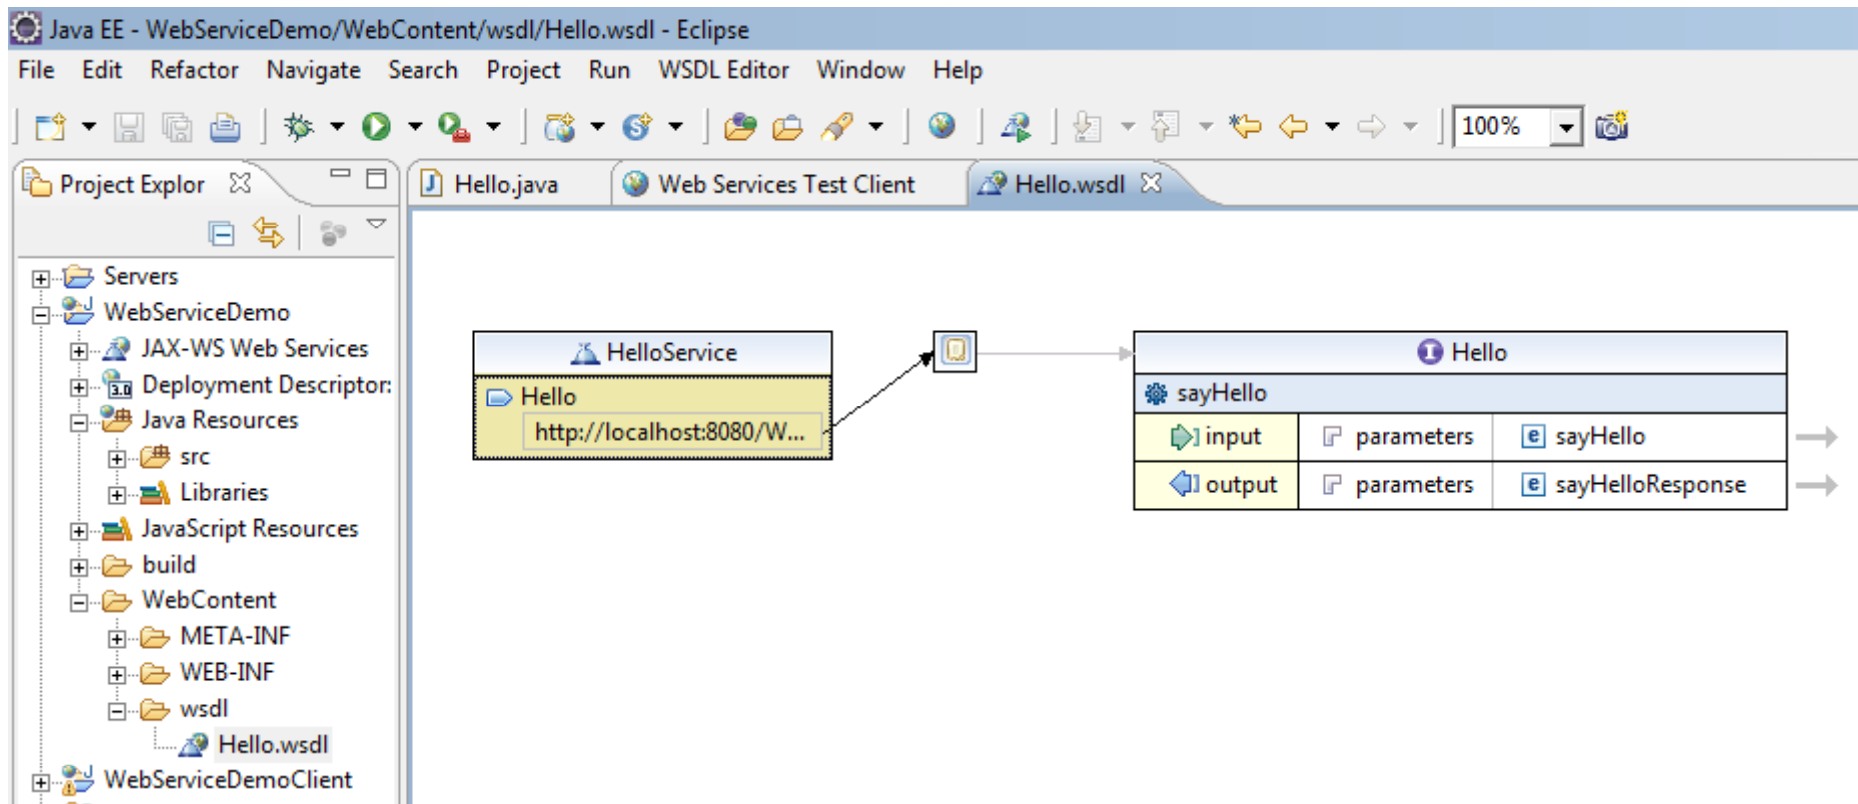 Java EE - WebServiceDemo/WebContent/wsdl/Hello.wsdl - Eclipse
File Edit Refactor Navigate Search Project Run WSDL Editor Window Help
100%
Project Explor
Hello.java Web Services Test Client Hello.wsdl
Servers
WebServiceDemo
JAX-WS Web Services
3.0 Deployment Descriptor:
Java Resources
src
Libraries
JavaScript Resources
build
WebContent
META-INF
WEB-INF
wsdl
Hello.wsdl
WebServiceDemoClient
HelloService
Hello
http://localhost:8080/W...
Hello
sayHello
input parameters e sayHello
output parameters e sayHelloResponse